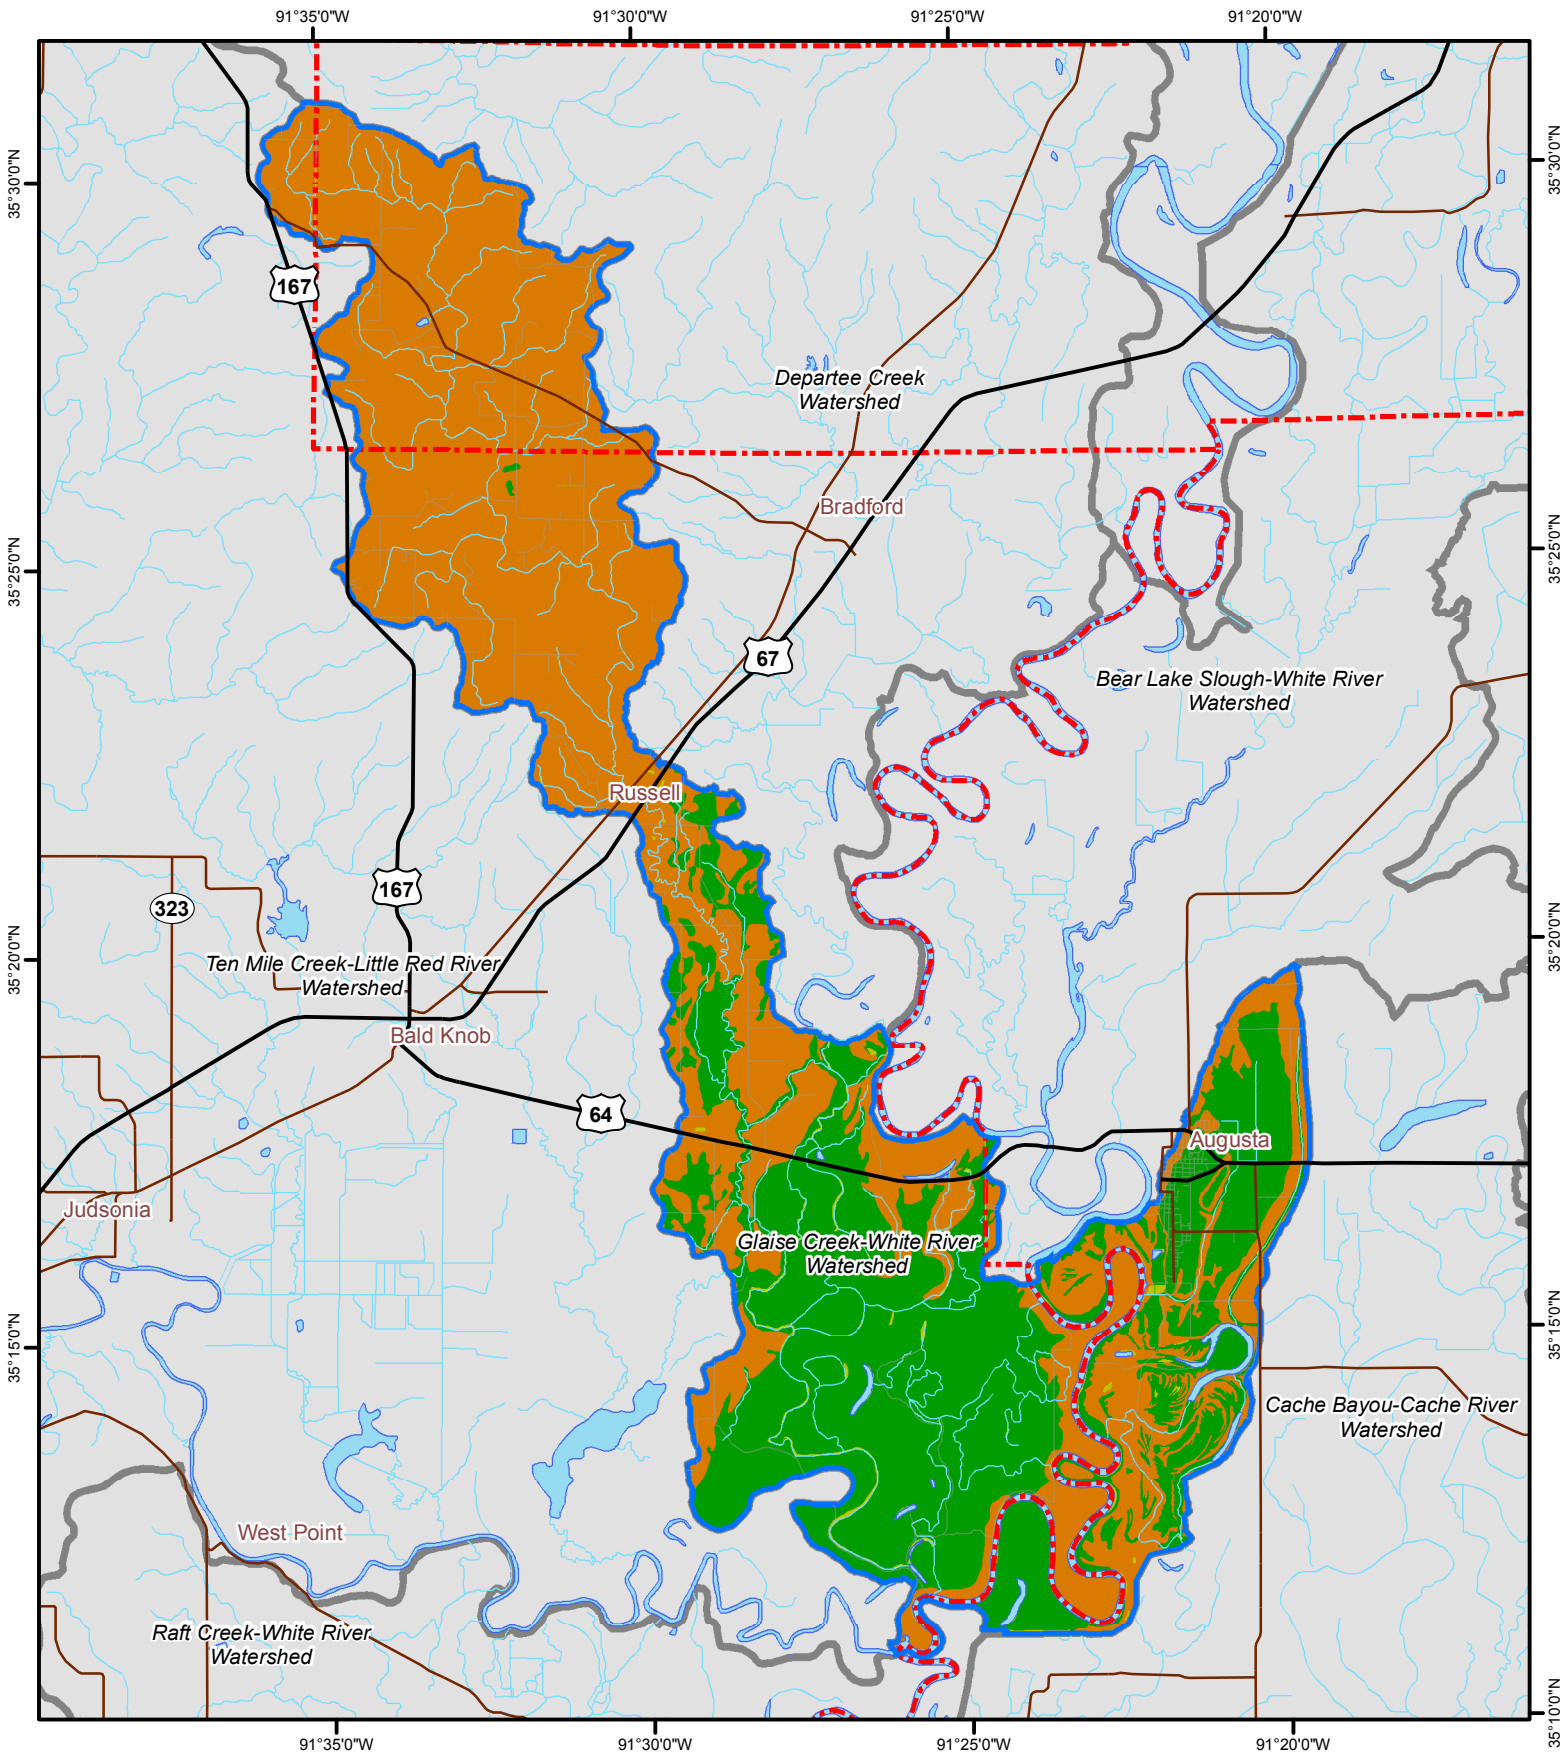 91°35'0"W
91°30'0"W
91°25'0"W
91°20'0"W
35°30'0"N
35°30'0"N
167
Departee Creek
Watershed
Bradford
35°25'0"N
35°25'0"N
67
Bear Lake Slough-White River
Watershed
Russell
167
323
35°20'0"N
35°20'0"N
Ten Mile Creek-Little Red River
Watershed
Bald Knob
64
Augusta
Judsonia
Glaise Creek-White River
Watershed
35°15'0"N
35°15'0"N
Cache Bayou-Cache River
Watershed
West Point
Raft Creek-White River
Watershed
35°10'0"N
91°35'0"W
91°30'0"W
91°25'0"W
91°20'0"W